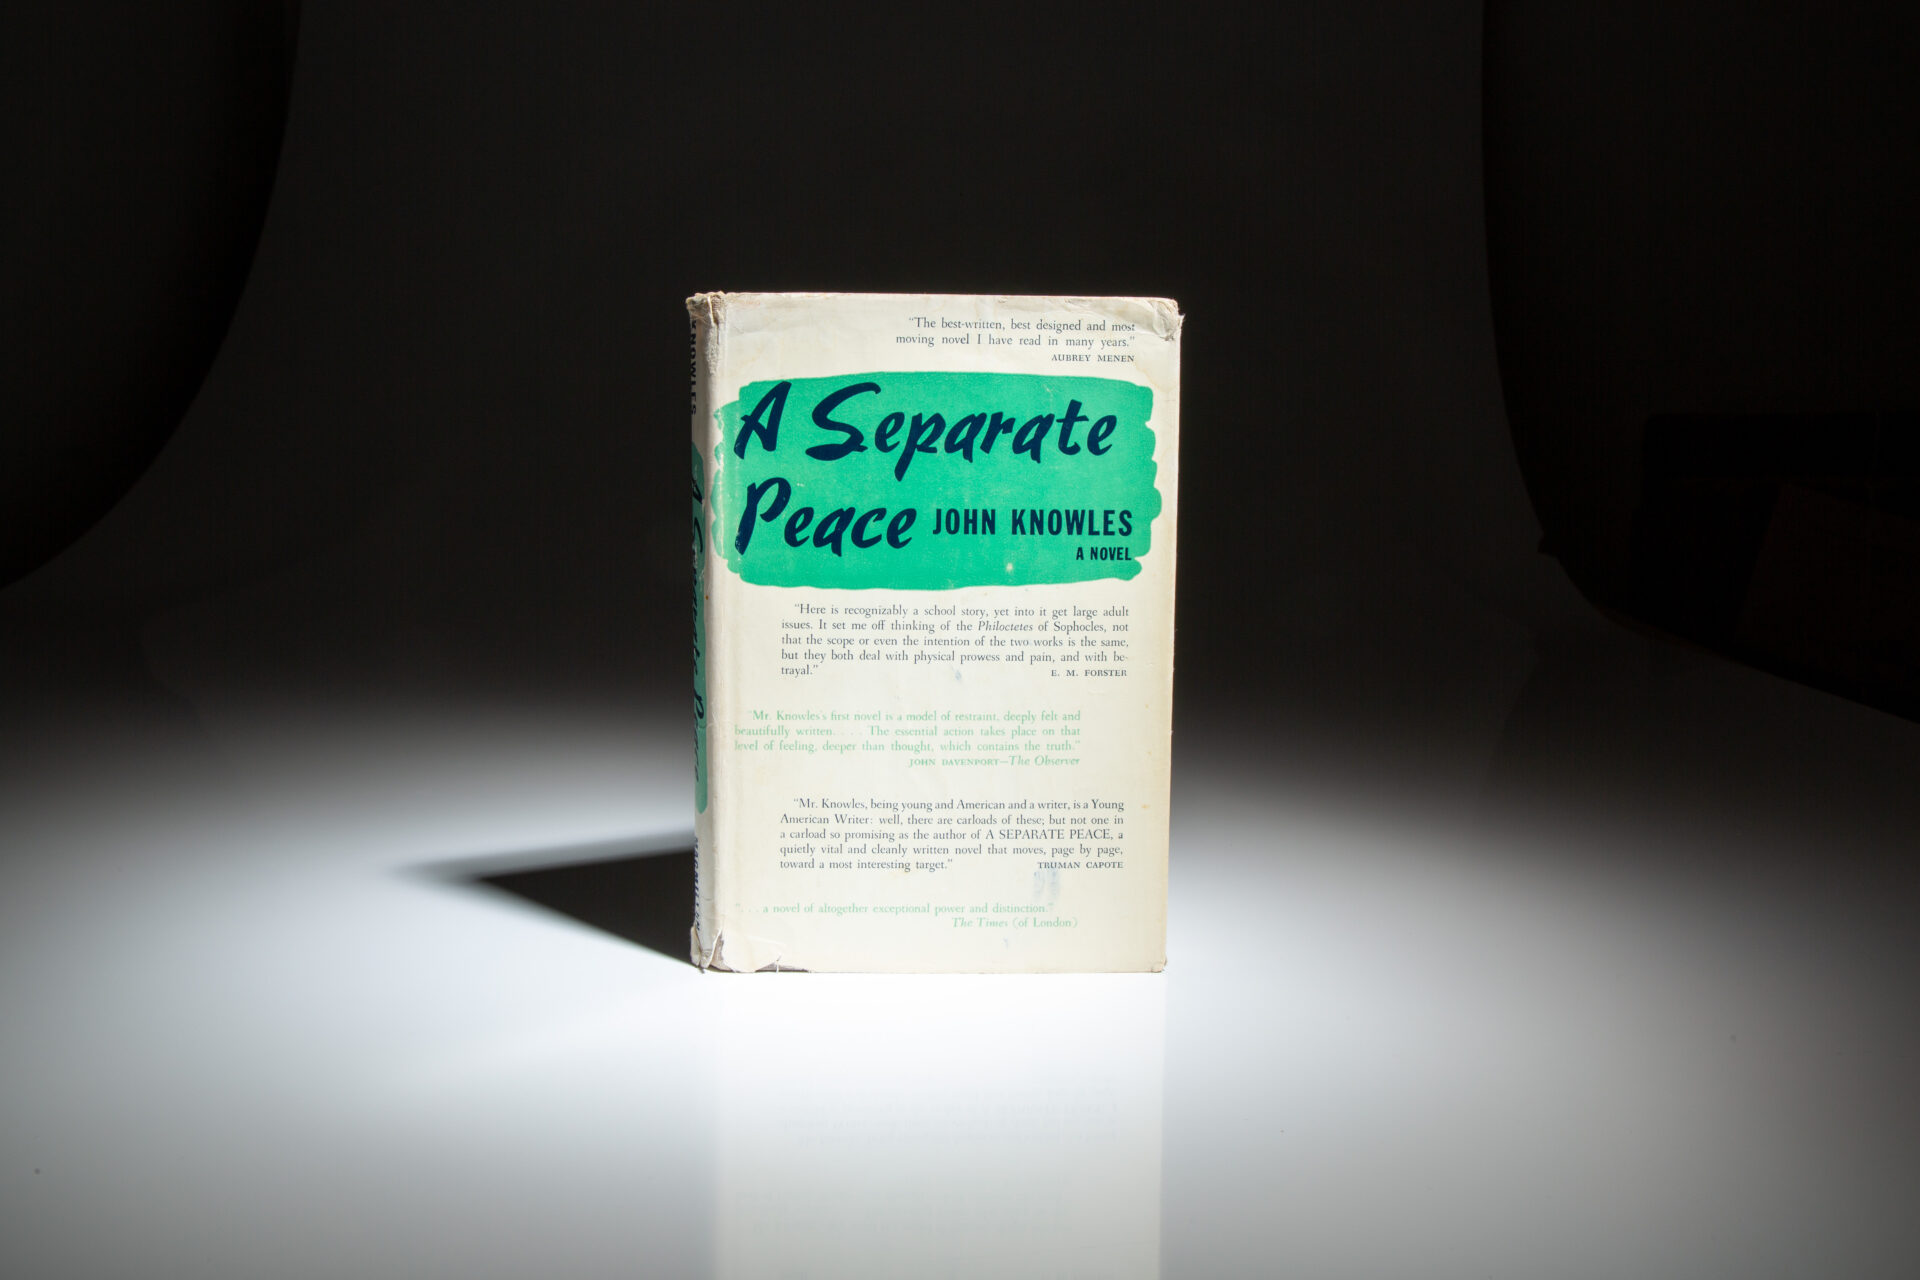 "The best-written, best designed and most
moving novel I have read in many years."
AUBREY MENEN
A Separate
Peace JOHN KNOWLES
A NOVEL
"Here is recognizably a school story, yet into it get large adult
issues. It set me off thinking of the Philoctetes of Sophocles, not
that the scope or even the intention of the two works is the same,
but they both deal with physical prowess and pain, and with be-
trayal." E. M. FORSTER
"Mr. Knowles's first novel is a model of restraint, deeply felt and
beautifully written. . . . The essential action takes place on that
level of feeling, deeper than thought, which contains the truth."
JOHN DAVENPORT—The Observer
"Mr. Knowles, being young and American and a writer, is a Young
American Writer: well, there are carloads of these; but not one in
a carload so promising as the author of A SEPARATE PEACE, a
quietly vital and cleanly written novel that moves, page by page,
toward a most interesting target." TRUMAN CAPOTE
". . . a novel of altogether exceptional power and distinction."
The Times (of London)
KNOWLES
A Separate Peace
MACMILLAN